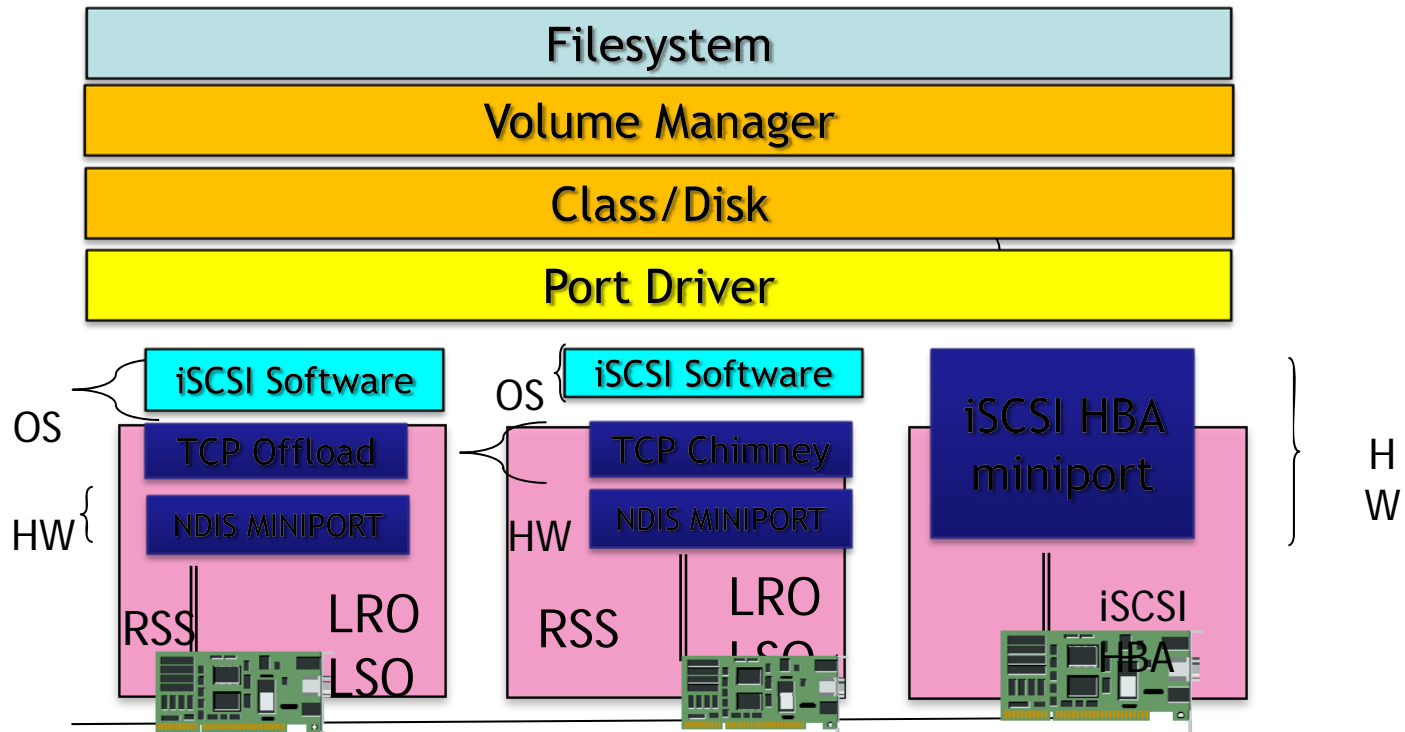 Filesystem
Volume Manager
Class/Disk
Port Driver
iSCSI Software
OS
TCP Offload
NDIS MINIPORT
HW
RSS
LRO
LSO
iSCSI Software
OS
TCP Chimney
NDIS MINIPORT
HW
RSS
LRO
LSO
iSCSI HBA
miniport
iSCSI
HBA
H
W